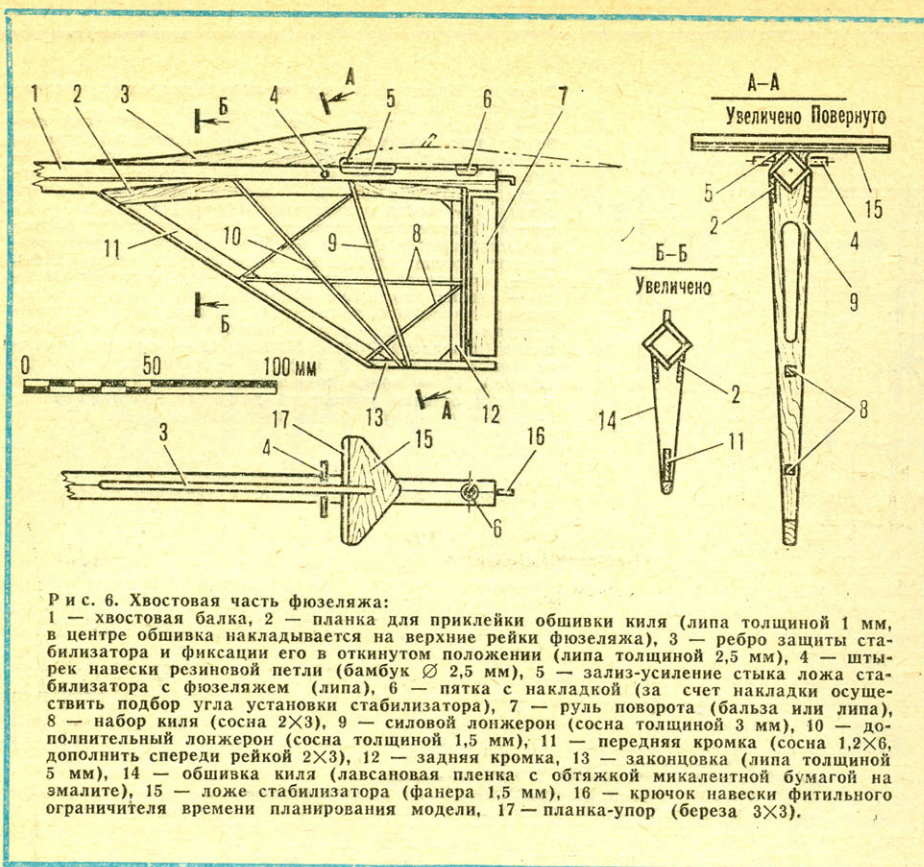 А—А
Увеличено Повернуто
1
2
3
Б
4
А
5
6
7
5
2
15
4
9
8
11
10
9
8
Б
Б—Б
Увеличено
2
14
11
0
50
100 мм
13
А
12
17
3
4
15
16
6
Рис. 6. Хвостовая часть фюзеляжа:
1 — хвостовая балка, 2 — планка для приклейки обшивки киля (липа толщиной 1 мм,
в центре обшивка накладывается на верхние рейки фюзеляжа), 3 — ребро защиты ста-
билизатора и фиксации его в откинутом положении (липа толщиной 2,5 мм), 4 — шты-
рек навески резиновой петли (бамбук ∅ 2,5 мм), 5 — зализ-усиление стыка ложа ста-
билизатора с фюзеляжем (липа), 6 — пятка с накладкой (за счет накладки осуще-
ствить подбор угла установки стабилизатора), 7 — руль поворота (бальза или липа),
8 — набор киля (сосна 2×3), 9 — силовой лонжерон (сосна толщиной 3 мм), 10 — до-
полнительный лонжерон (сосна толщиной 1,5 мм), 11 — передняя кромка (сосна 1,2×6,
дополнить спереди рейкой 2×3), 12 — задняя кромка, 13 — законцовка (липа толщиной
5 мм), 14 — обшивка киля (лавсановая пленка с обтяжкой микалентной бумагой на
эмалите), 15 — ложе стабилизатора (фанера 1,5 мм), 16 — крючок навески фитильного
ограничителя времени планирования модели, 17 — планка-упор (береза 3×3).